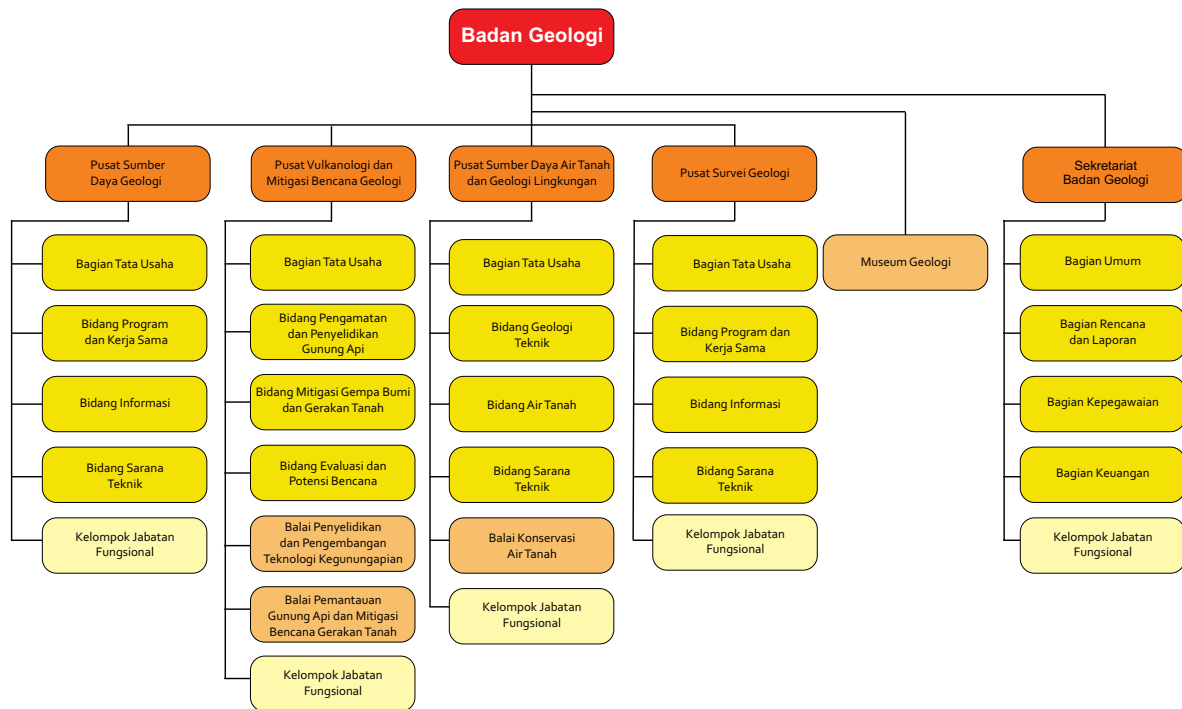 Badan Geologi
Pusat Sumber
Daya Geologi
Pusat Vulkanologi dan
Mitigasi Bencana Geologi
Pusat Sumber Daya Air Tanah
dan Geologi Lingkungan
Pusat Survei Geologi
Sekretariat
Badan Geologi
Bagian Tata Usaha
Bidang Program
dan Kerja Sama
Bidang Informasi
Bidang Sarana
Teknik
Kelompok Jabatan
Fungsional
Bagian Tata Usaha
Bidang Pengamatan
dan Penyelidikan
Gunung Api
Bidang Mitigasi Gempa Bumi
dan Gerakan Tanah
Bidang Evaluasi dan
Potensi Bencana
Balai Penyelidikan
dan Pengembangan
Teknologi Kegunungapian
Balai Pemantauan
Gunung Api dan Mitigasi
Bencana Gerakan Tanah
Kelompok Jabatan
Fungsional
Bagian Tata Usaha
Bidang Geologi
Teknik
Bidang Air Tanah
Bidang Sarana
Teknik
Balai Konservasi
Air Tanah
Kelompok Jabatan
Fungsional
Bagian Tata Usaha
Bidang Program dan
Kerja Sama
Bidang Informasi
Bidang Sarana
Teknik
Kelompok Jabatan
Fungsional
Museum Geologi
Bagian Umum
Bagian Rencana
dan Laporan
Bagian Kepegawaian
Bagian Keuangan
Kelompok Jabatan
Fungsional